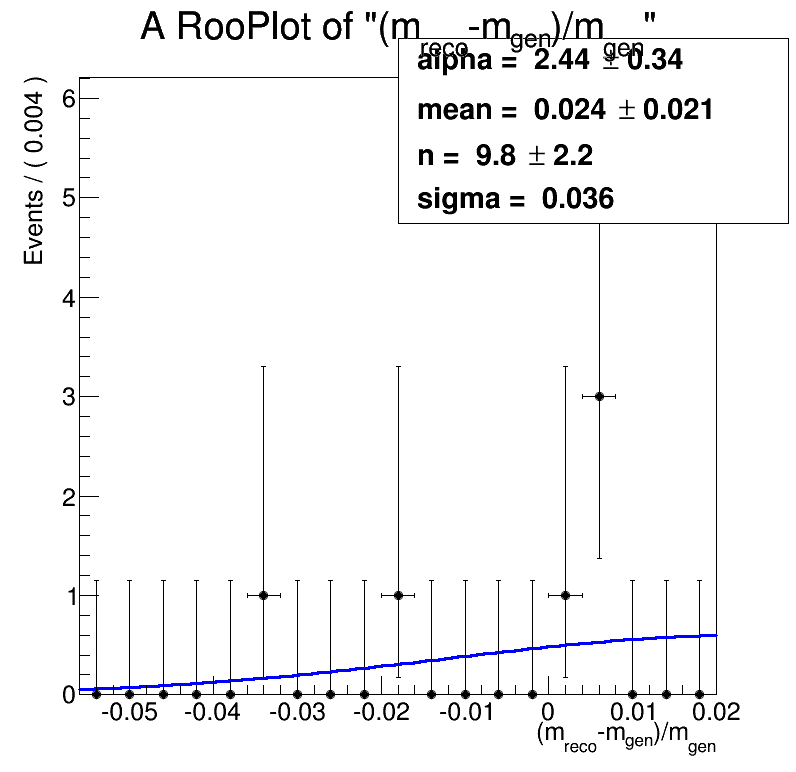 A RooPlot of "(m_reco-m_gen)/m_gen"
alpha = 2.44 ± 0.34
mean = 0.024 ± 0.021
n = 9.8 ± 2.2
sigma = 0.036
Events / ( 0.004 )
6
5
4
3
2
1
0
-0.05 -0.04 -0.03 -0.02 -0.01 0 0.01 0.02
(m_reco-m_gen)/m_gen